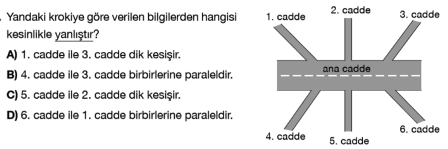 Yandaki krokiye göre verilen bilgilerden hangisi
kesinlikle yanlıştır?
A) 1. cadde ile 3. cadde dik kesişir.
B) 4. cadde ile 3. cadde birbirlerine paraleldir.
C) 5. cadde ile 2. cadde dik kesişir.
D) 6. cadde ile 1. cadde birbirlerine paraleldir.
1. cadde
2. cadde
3. cadde
ana cadde
4. cadde
5. cadde
6. cadde